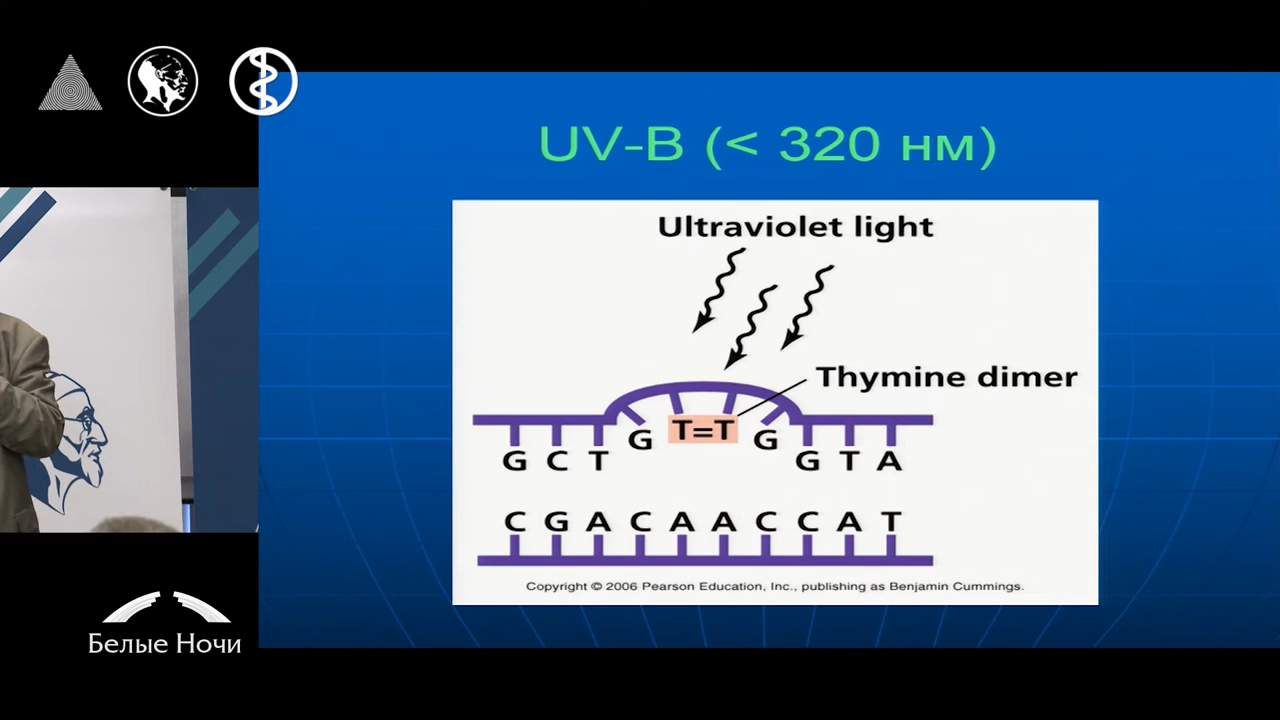 UV-B (< 320 нм)
Ultraviolet light
Thymine dimer
G C T G T=T G G T A
C G A C A A C C A T
Copyright © 2006 Pearson Education, Inc., publishing as Benjamin Cummings.
Белые Ночи